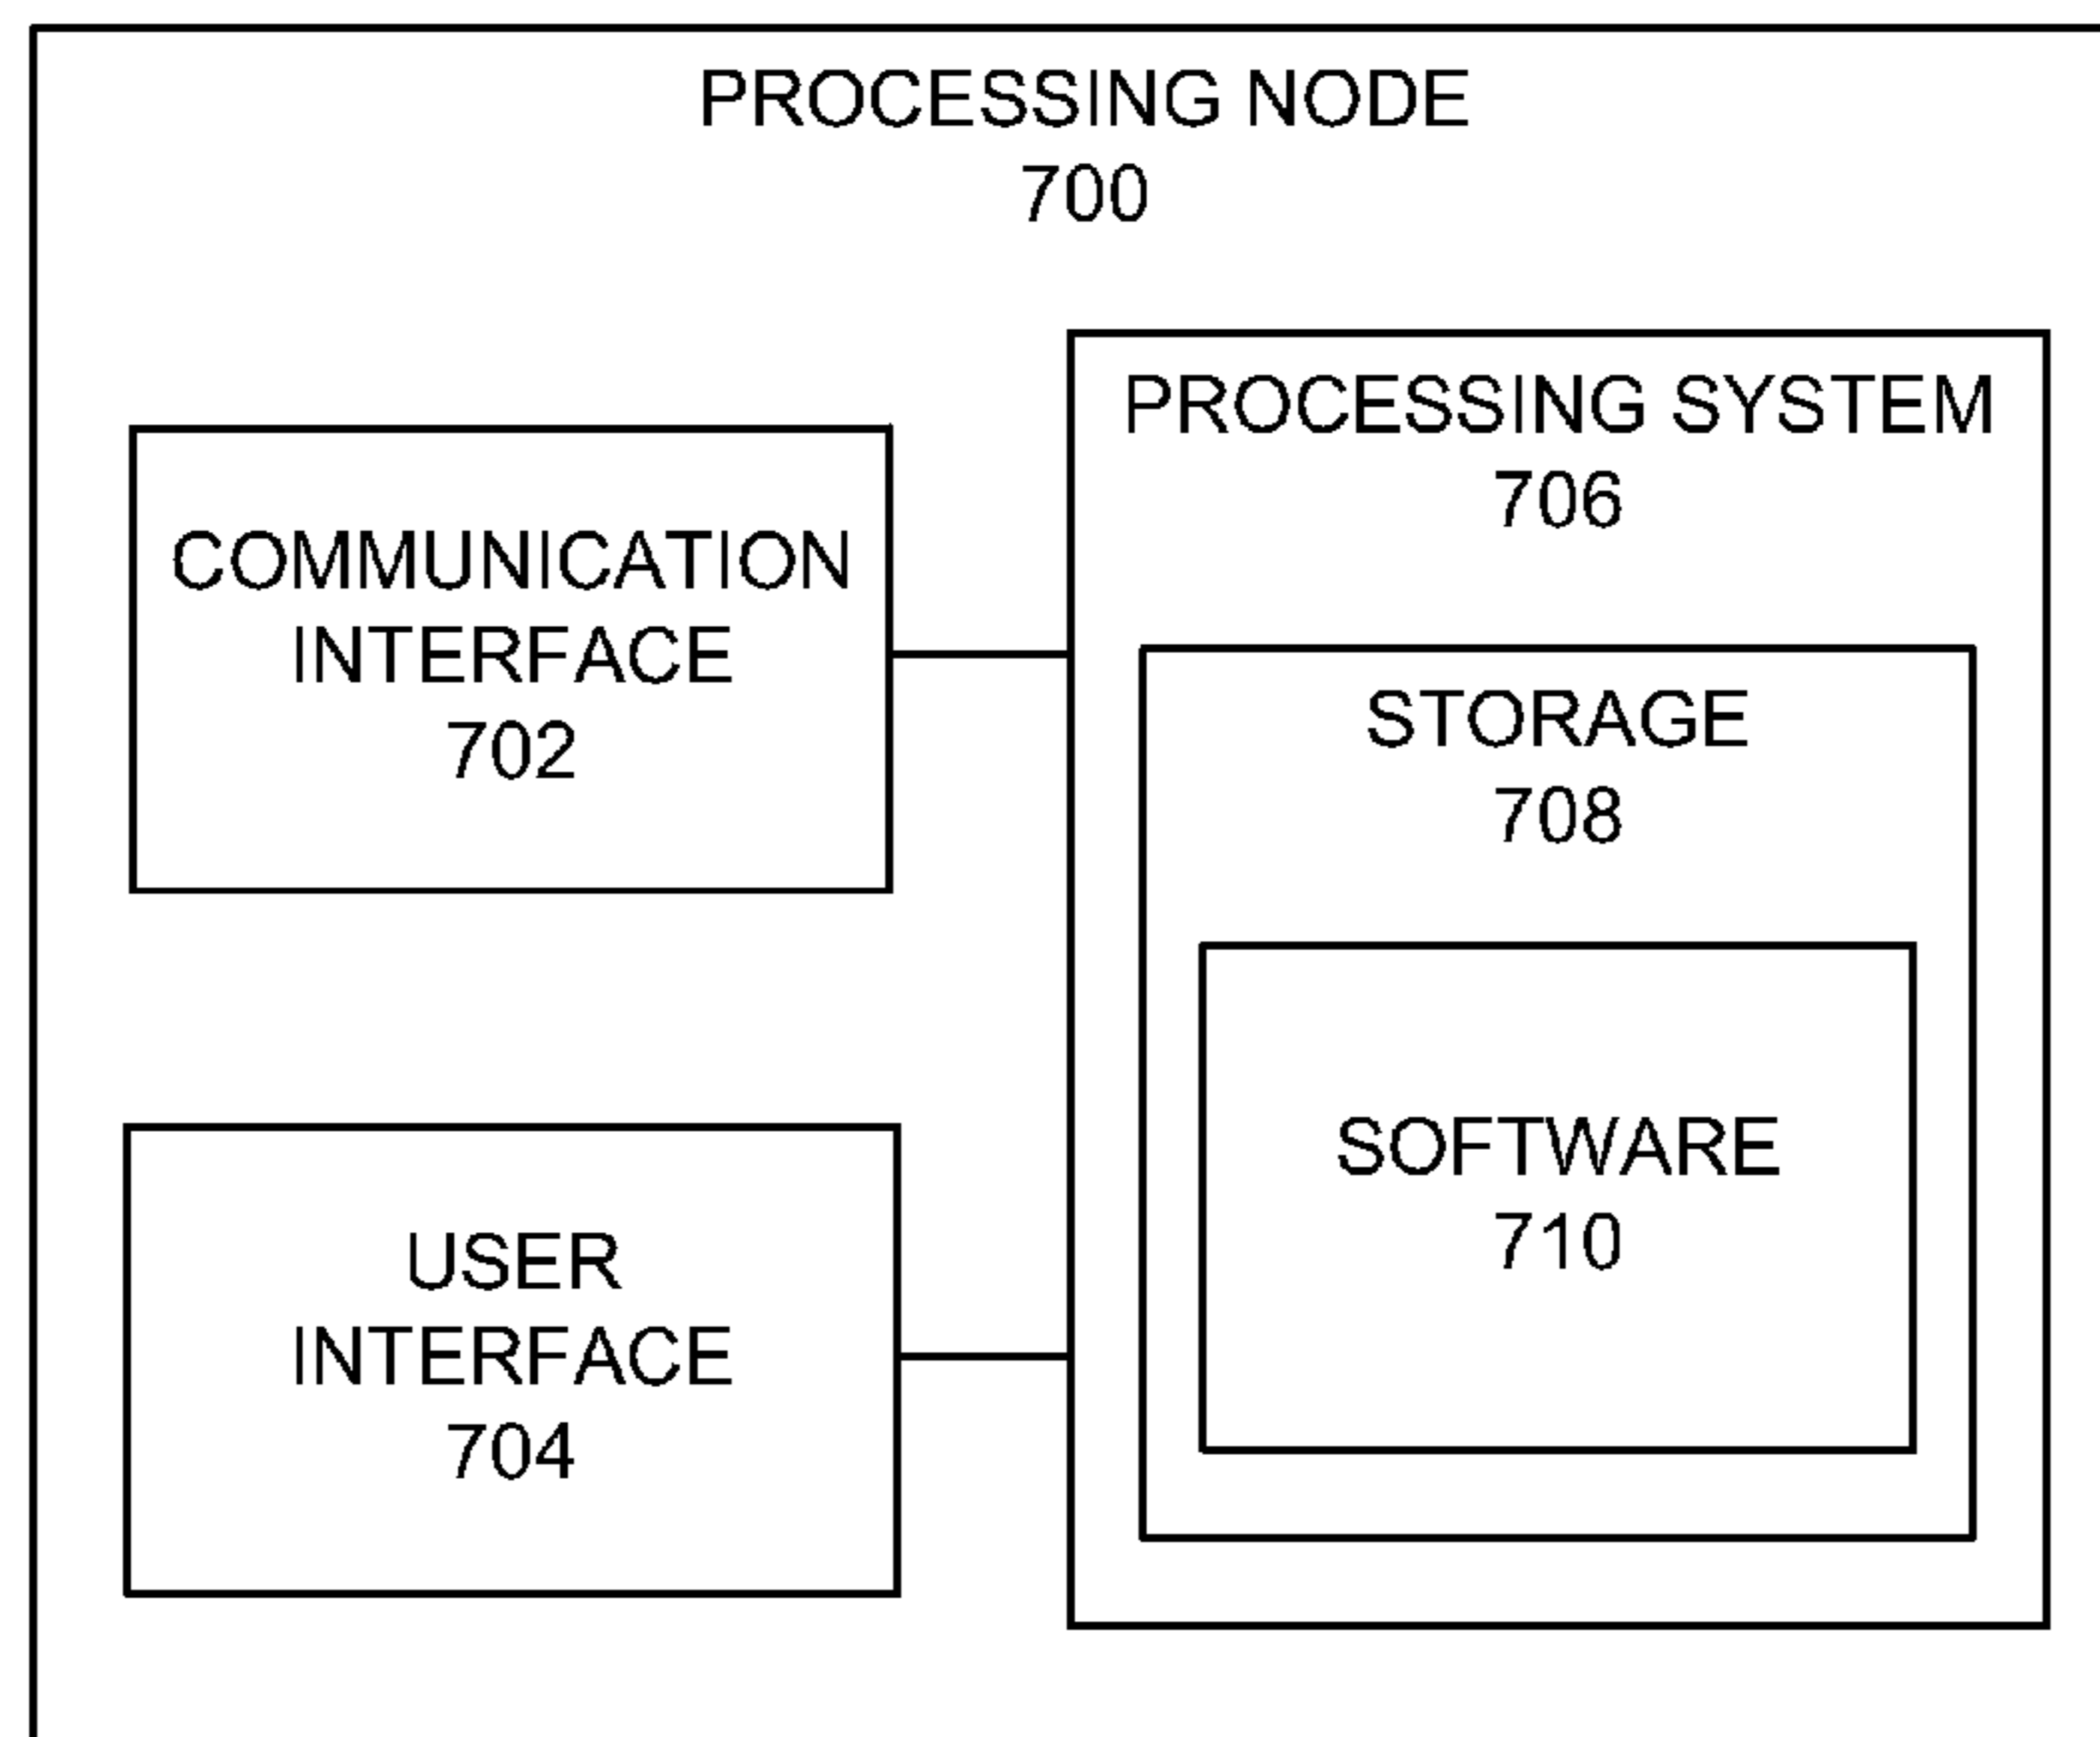 PROCESSING NODE
700
COMMUNICATION
INTERFACE
702
USER
INTERFACE
704
PROCESSING SYSTEM
706
STORAGE
708
SOFTWARE
710